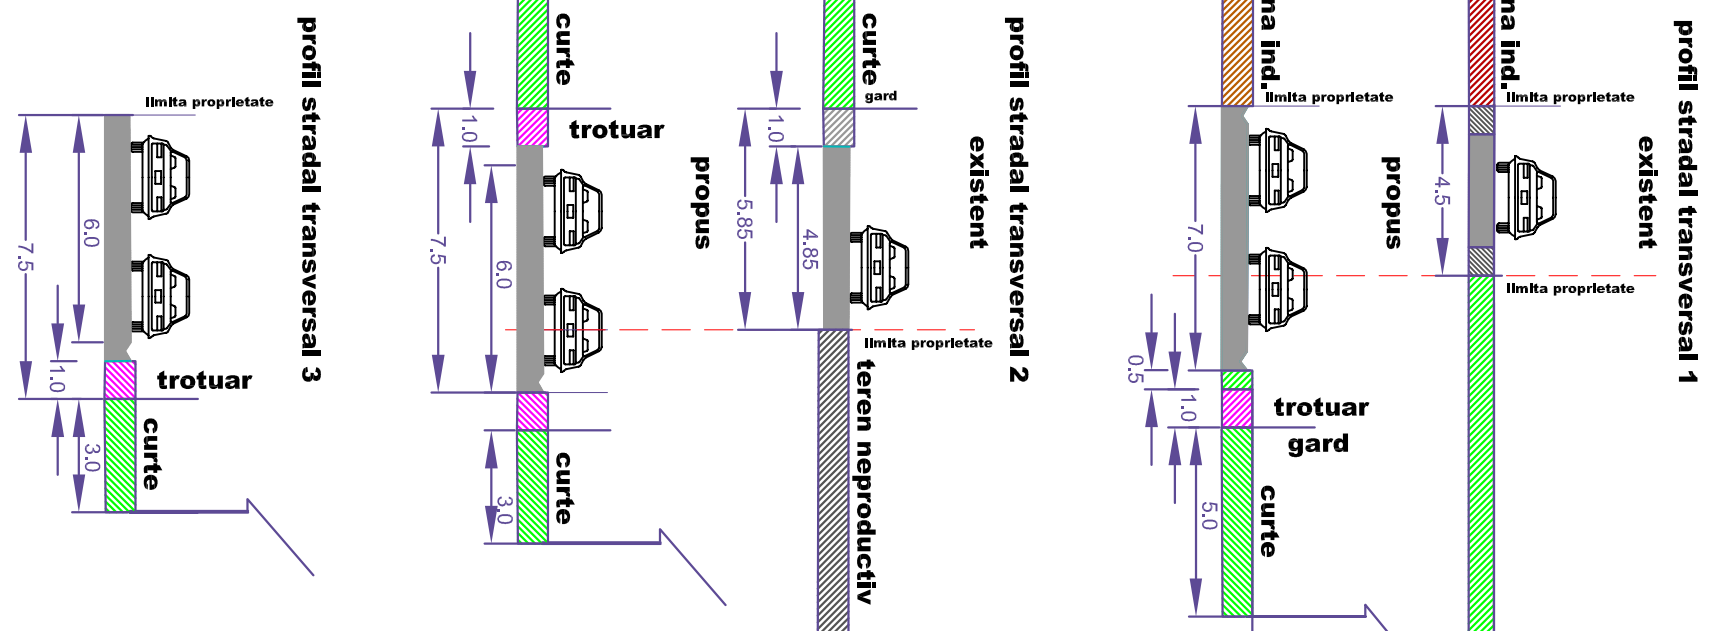 profil stradal transversal 3
limita proprietate
7.5
6.0
1.0
3.0
trotuar
curte
profil stradal transversal 2
propus
curte
trotuar
1.0
7.5
6.0
3.0
curte
existent
curte
gard
1.0
5.85
4.85
limita proprietate
teren neproductiv
profil stradal transversal 1
propus
na ind.
limita proprietate
7.0
0.5
1.0
trotuar
gard
5.0
curte
existent
na ind.
limita proprietate
4.5
limita proprietate